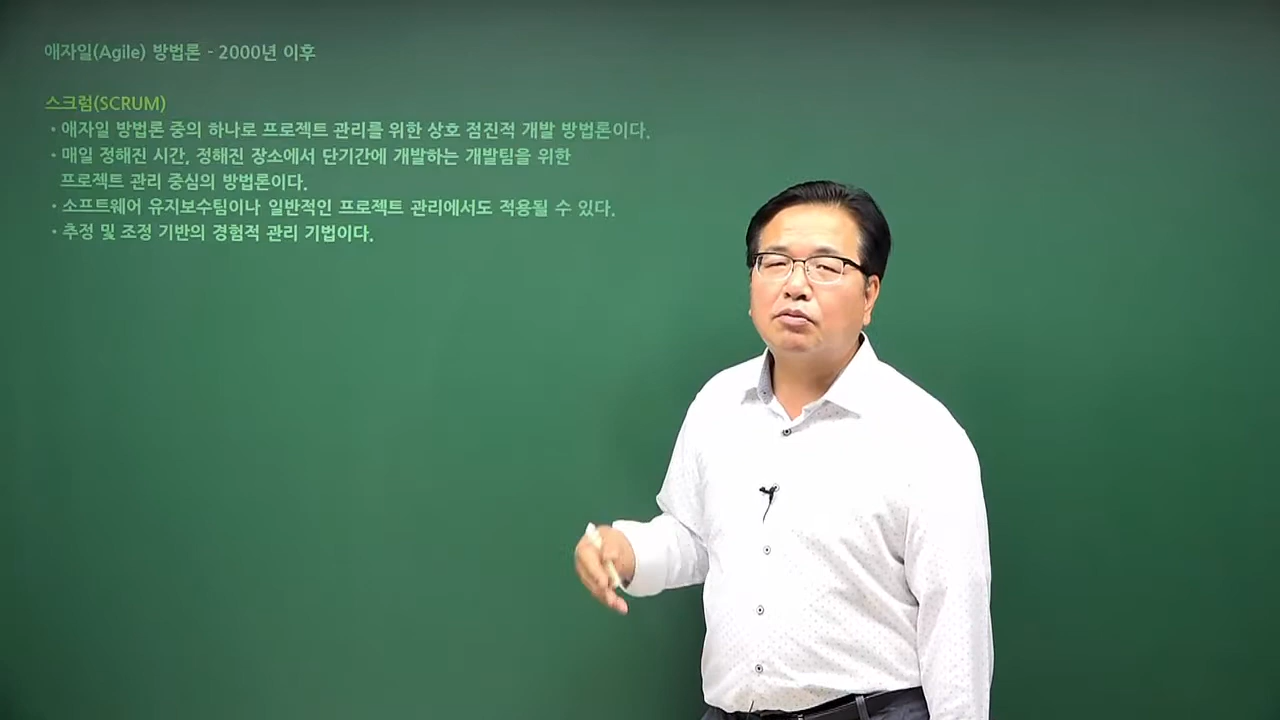 애자일(Agile) 방법론 - 2000년 이후
스크럼(SCRUM)
• 애자일 방법론 중의 하나로 프로젝트 관리를 위한 상호 점진적 개발 방법론이다.
• 매일 정해진 시간, 정해진 장소에서 단기간에 개발하는 개발팀을 위한
프로젝트 관리 중심의 방법론이다.
• 소프트웨어 유지보수팀이나 일반적인 프로젝트 관리에서도 적용될 수 있다.
• 추정 및 조정 기반의 경험적 관리 기법이다.